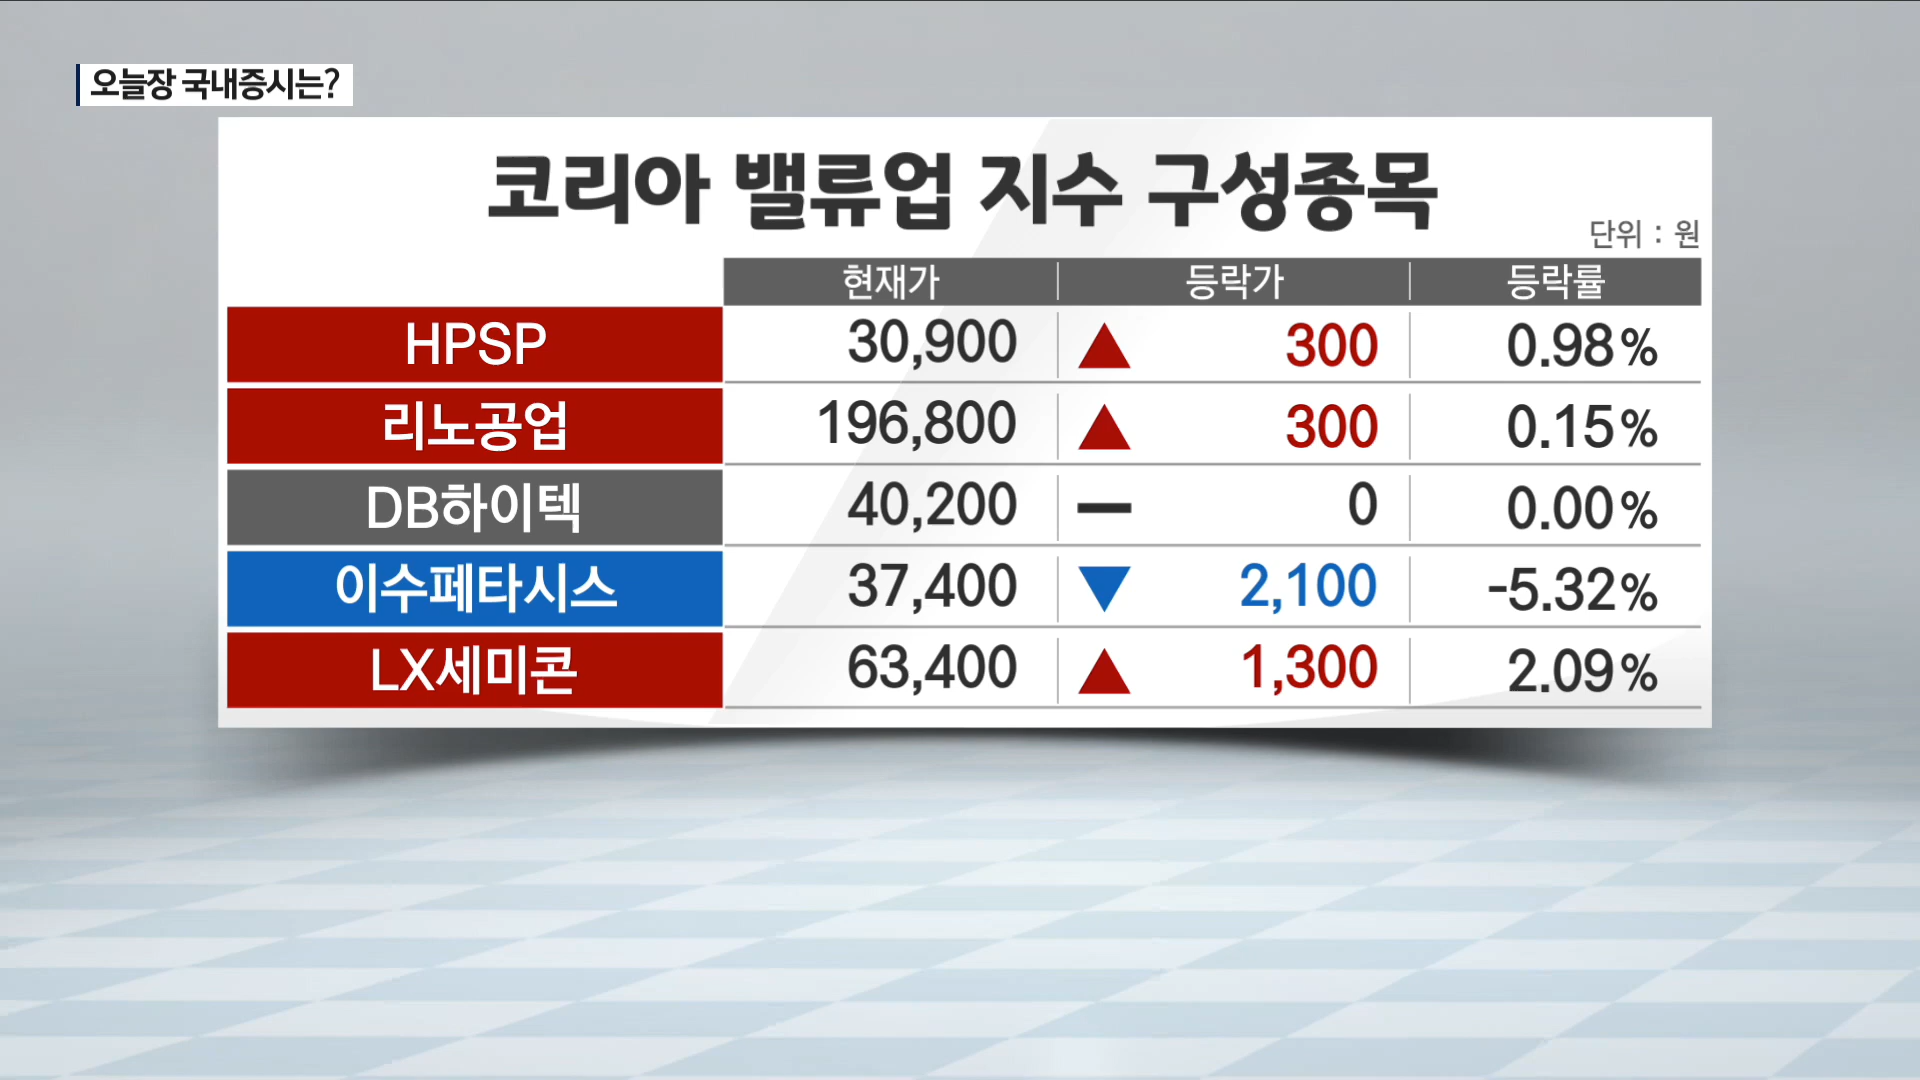 오늘장 국내증시는?
코리아 밸류업 지수 구성종목
단위 : 원
현재가 등락가 등락률
HPSP 30,900 ▲ 300 0.98%
리노공업 196,800 ▲ 300 0.15%
DB하이텍 40,200 — 0 0.00%
이수페타시스 37,400 ▼ 2,100 -5.32%
LX세미콘 63,400 ▲ 1,300 2.09%